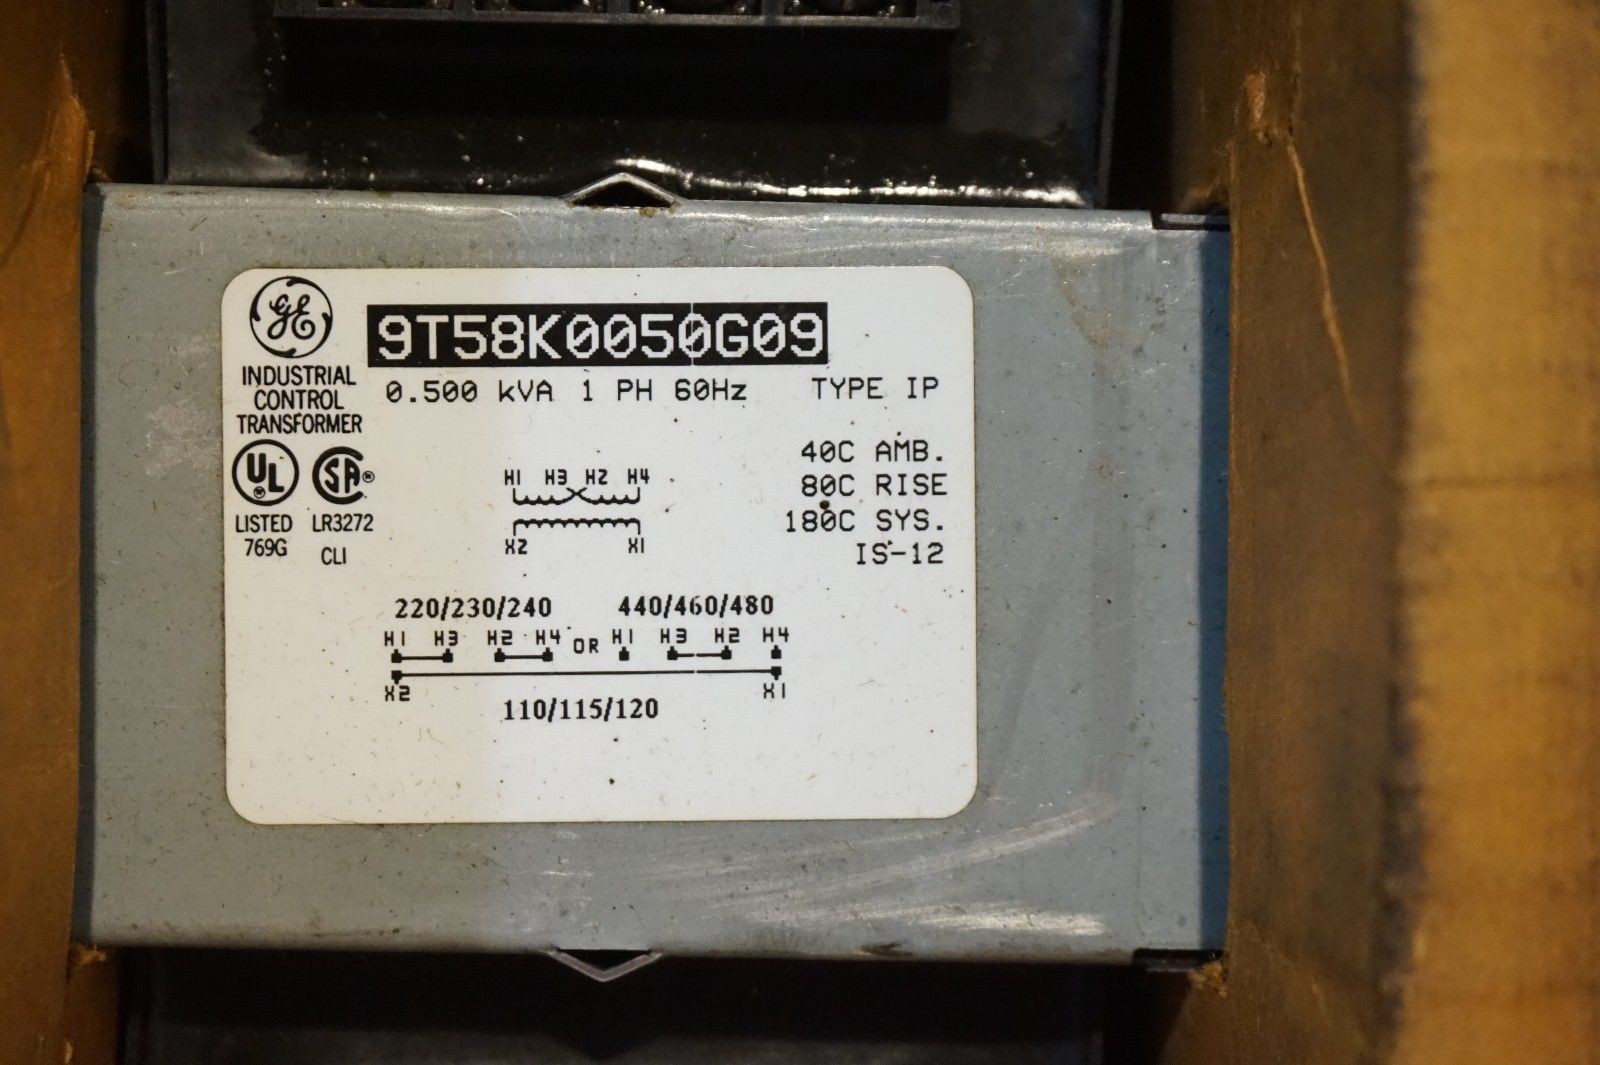 GE
9T58K0050G09
INDUSTRIAL
CONTROL
TRANSFORMER
0.500 kVA 1 PH 60Hz TYPE IP
40C AMB.
80C RISE
180C SYS.
IS-12
UL ®
LISTED
769G
SA ®
LR3272
CLI
H1 H3 H2 H4
X2 X1
220/230/240 440/460/480
H1 H3 H2 H4 OR H1 H3 H2 H4
X2 X1
110/115/120